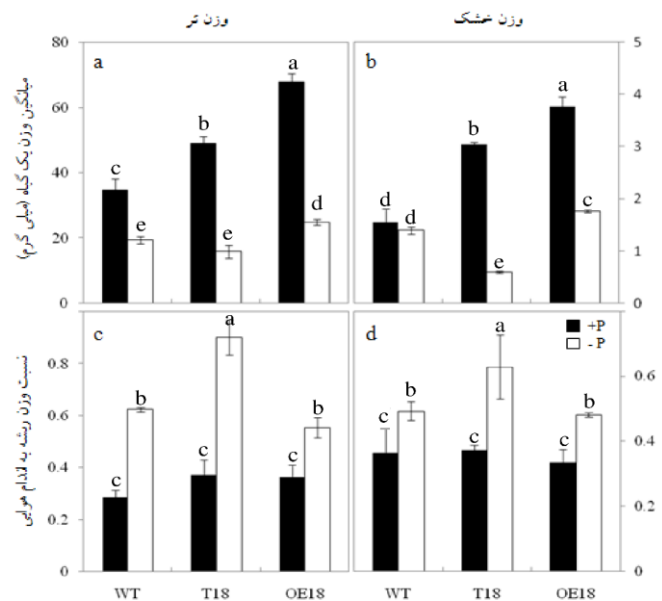 وزن تر
وزن خشک
میانگین وزن یک گیاه (میلی گرم)
80
60
40
20
0
a
c
b
a
e
e
d
b
d
d
b
e
a
c
5
4
3
2
1
0
نسبت وزن ریشه به اندام هوایی
0.8
0.6
0.4
0.2
0
c
c
b
c
a
c
b
d
+P
- P
c
b
c
a
c
b
0.6
0.4
0.2
0
WT
T18
OE18
WT
T18
OE18